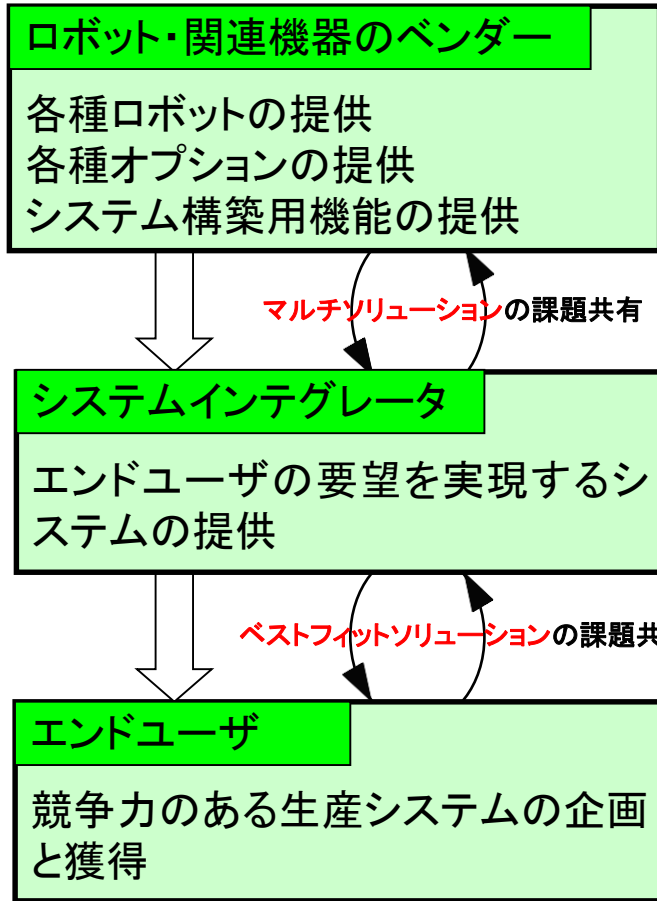 ロボット・関連機器のベンダー
各種ロボットの提供
各種オプションの提供
システム構築用機能の提供
マルチソリューションの課題共有
システムインテグレータ
エンドユーザの要望を実現するシ
ステムの提供
ベストフィットソリューションの課題共
エンドユーザ
競争力のある生産システムの企画
と獲得